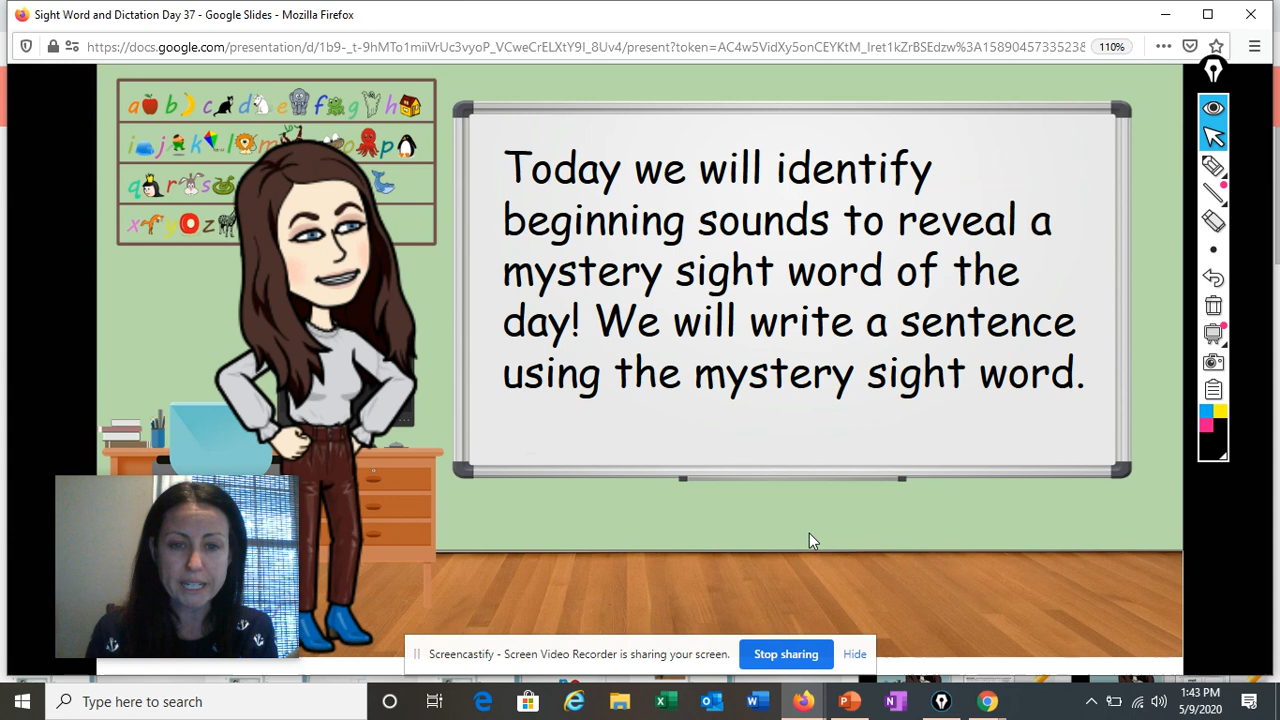 Sight Word and Dictation Day 37 - Google Slides - Mozilla Firefox
https://docs.google.com/presentation/d/1b9-_t-9hMTo1miiVrUc3vyoP_VCweCrELXtY9I_8Uv4/present?token=AC4w5VidXy5onCEYKtM_Iret1kZrBSEdzw%3A15890457335238
110%
a b c d e f g h
i j k l m o p
q r s
x y z
Today we will identify
beginning sounds to reveal a
mystery sight word of the
day! We will write a sentence
using the mystery sight word.
Screencastify - Screen Video Recorder is sharing your screen. Stop sharing Hide
Type here to search
1:43 PM
5/9/2020